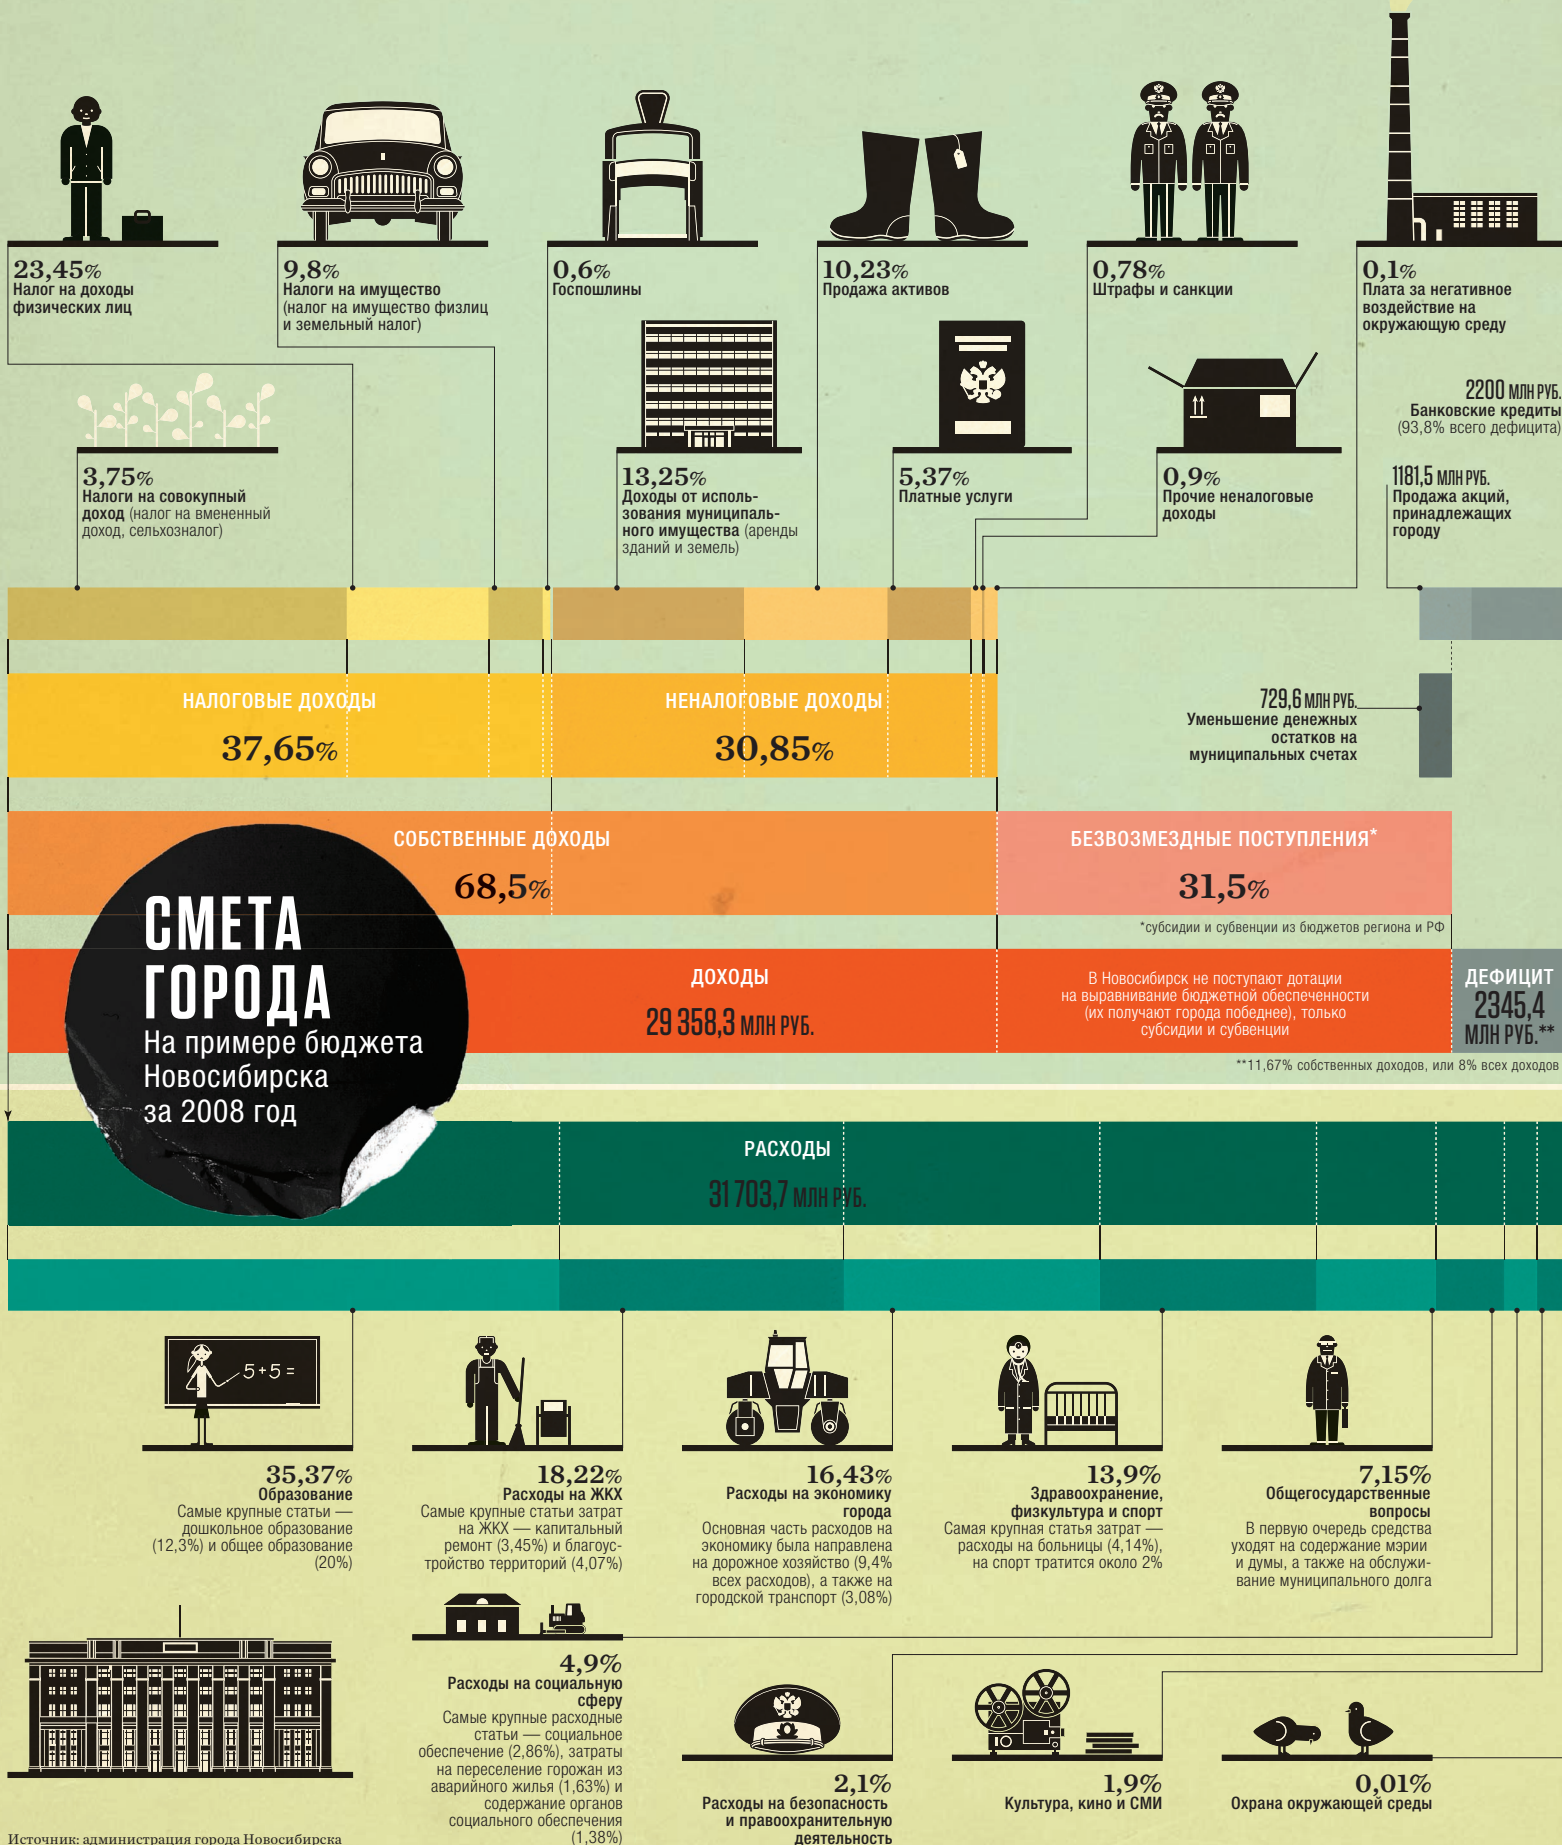 23,45%
Налог на доходы
физических лиц
9,8%
Налоги на имущество
(налог на имущество физлиц
и земельный налог)
0,6%
Госпошлины
10,23%
Продажа активов
0,78%
Штрафы и санкции
0,1%
Плата за негативное
воздействие на
окружающую среду
2200 МЛН РУБ.
Банковские кредиты
(93,8% всего дефицита)
3,75%
Налоги на совокупный
доход (налог на вмененный
доход, сельхозналог)
13,25%
Доходы от исполь-
зования муниципаль-
ного имущества (аренды
зданий и земель)
5,37%
Платные услуги
0,9%
Прочие неналоговые
доходы
1181,5 МЛН РУБ.
Продажа акций,
принадлежащих
городу
НАЛОГОВЫЕ ДОХОДЫ
37,65%
НЕНАЛОГОВЫЕ ДОХОДЫ
30,85%
729,6 МЛН РУБ.
Уменьшение денежных
остатков на
муниципальных счетах
СОБСТВЕННЫЕ ДОХОДЫ
68,5%
БЕЗВОЗМЕЗДНЫЕ ПОСТУПЛЕНИЯ*
31,5%
*субсидии и субвенции из бюджетов региона и РФ
СМЕТА
ГОРОДА
На примере бюджета
Новосибирска
за 2008 год
ДОХОДЫ
29 358,3 МЛН РУБ.
В Новосибирск не поступают дотации
на выравнивание бюджетной обеспеченности
(их получают города победнее), только
субсидии и субвенции
ДЕФИЦИТ
2345,4
МЛН РУБ.**
**11,67% собственных доходов, или 8% всех доходов
РАСХОДЫ
31 703,7 МЛН РУБ.
5+5=
35,37%
Образование
Самые крупные статьи —
дошкольное образование
(12,3%) и общее образование
(20%)
18,22%
Расходы на ЖКХ
Самые крупные статьи затрат
на ЖКХ — капитальный
ремонт (3,45%) и благоус-
тройство территорий (4,07%)
16,43%
Расходы на экономику
города
Основная часть расходов на
экономику была направлена
на дорожное хозяйство (9,4%
всех расходов), а также на
городской транспорт (3,08%)
13,9%
Здравоохранение,
физкультура и спорт
Самая крупная статья затрат —
расходы на больницы (4,14%),
на спорт тратится около 2%
7,15%
Общегосударственные
вопросы
В первую очередь средства
уходят на содержание мэрии
и думы, а также на обслужи-
вание муниципального долга
4,9%
Расходы на социальную
сферу
Самые крупные расходные
статьи — социальное
обеспечение (2,86%), затраты
на переселение горожан из
аварийного жилья (1,63%) и
содержание органов
социального обеспечения
(1,38%)
2,1%
Расходы на безопасность
и правоохранительную
деятельность
1,9%
Культура, кино и СМИ
0,01%
Охрана окружающей среды
Источник: администрация города Новосибирска